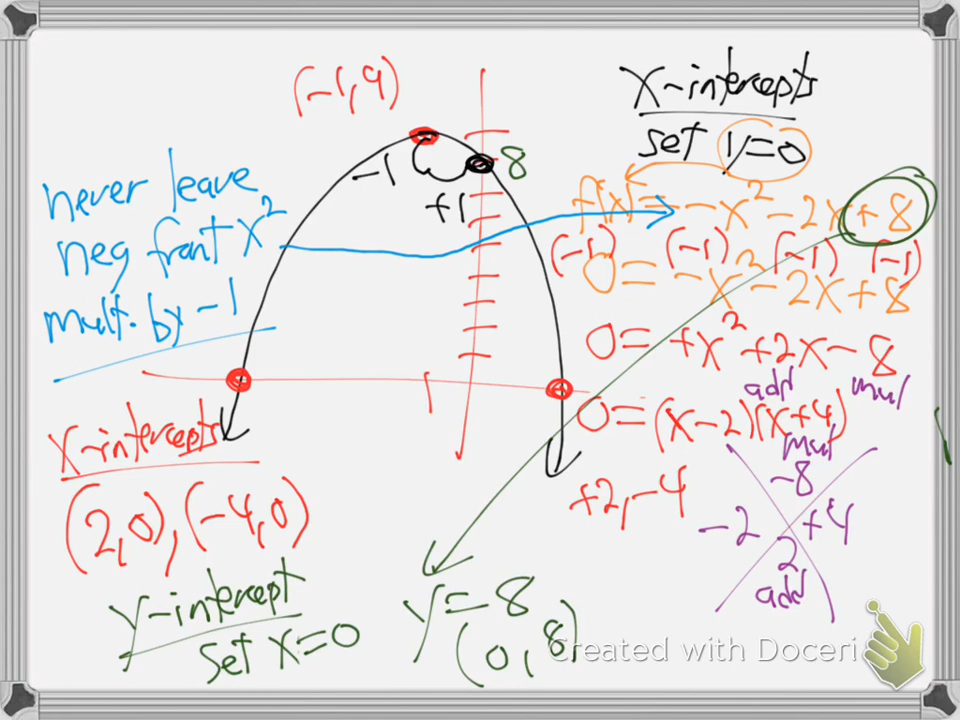 (-1,9)
-1
+1
8
never leave
neg front x²
mult. by -1
x-intercepts
(2,0), (-4,0)
y-intercept
set x=0
y=8
(0,8)
x-intercepts
set y=0
f(x)=-x²-2x+8
(-1) (-1) (-1) (-1)
0=-x²-2x+8
0=+x²+2x-8
add mul
0=(x-2)(x+4)
+2,-4
mult
-8
-2 +4
2
add
Created with Doceri